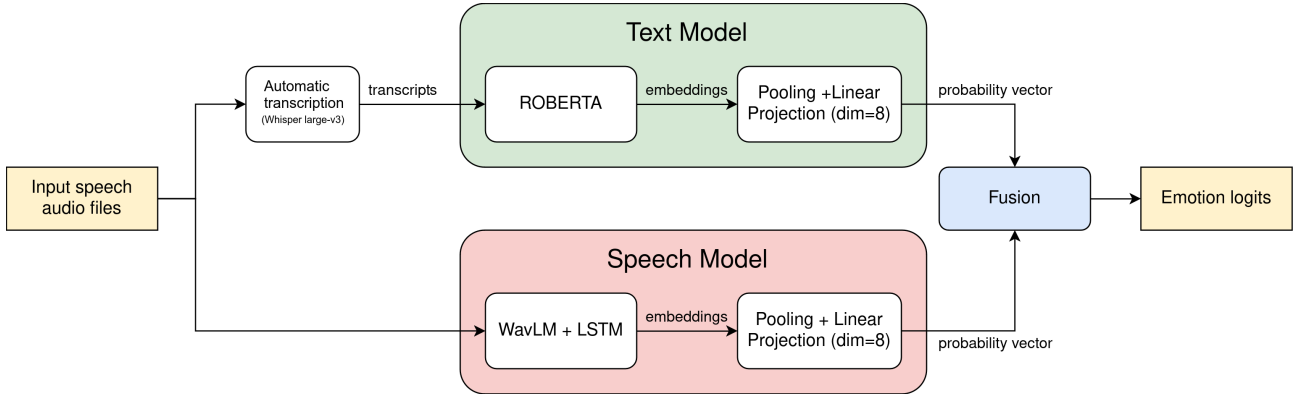 Text Model
Automatic
transcription
(Whisper large-v3)
transcripts
ROBERTA
embeddings
Pooling +Linear
Projection (dim=8)
probability vector
Input speech
audio files
Fusion
Emotion logits
Speech Model
WavLM + LSTM
embeddings
Pooling + Linear
Projection (dim=8)
probability vector